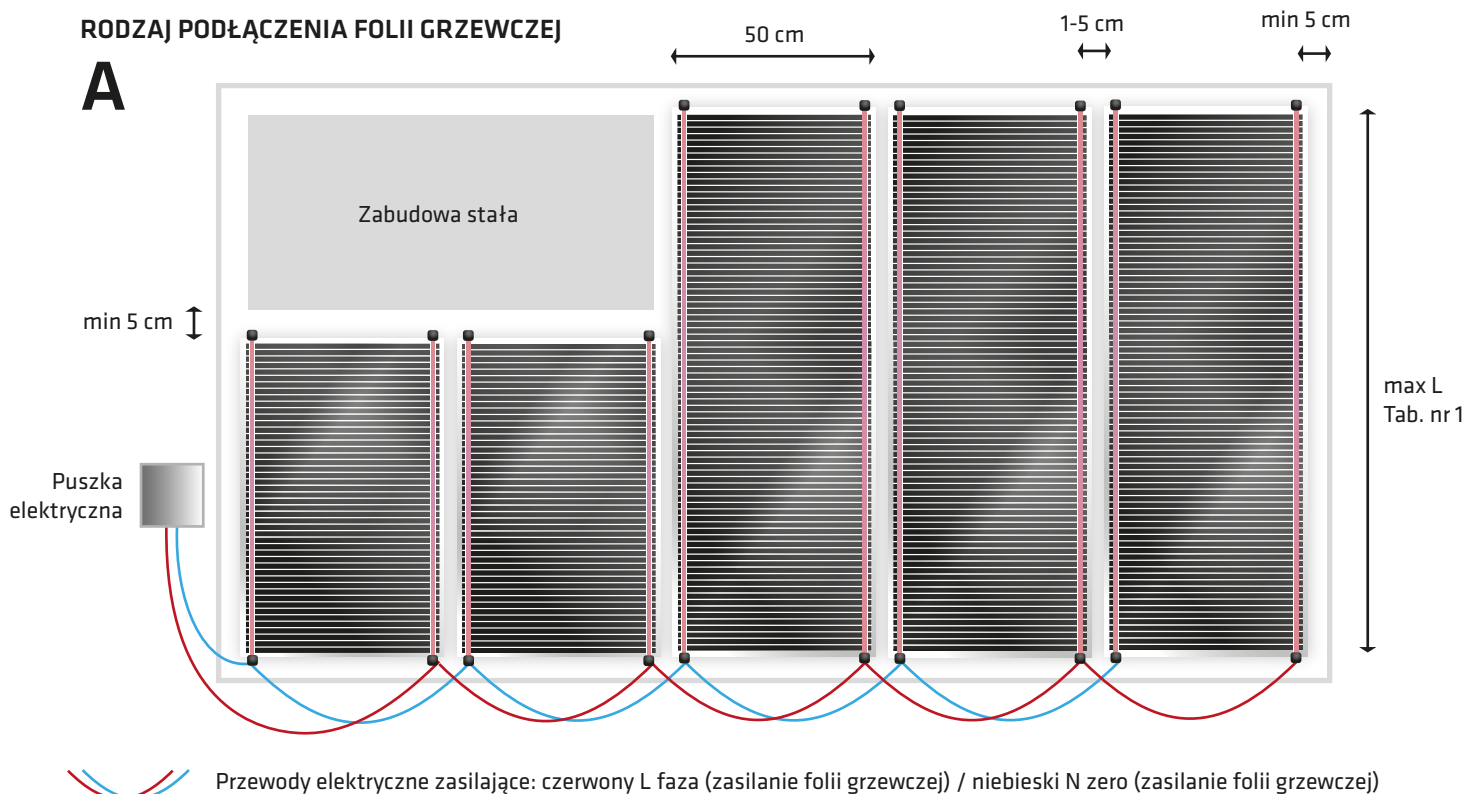 RODZAJ PODŁĄCZENIA FOLII GRZEWCZEJ
A
50 cm
1-5 cm
min 5 cm
Zabudowa stała
min 5 cm
max L
Tab. nr 1
Puszka
elektryczna
Przewody elektryczne zasilające: czerwony L faza (zasilanie folii grzewczej) / niebieski N zero (zasilanie folii grzewczej)